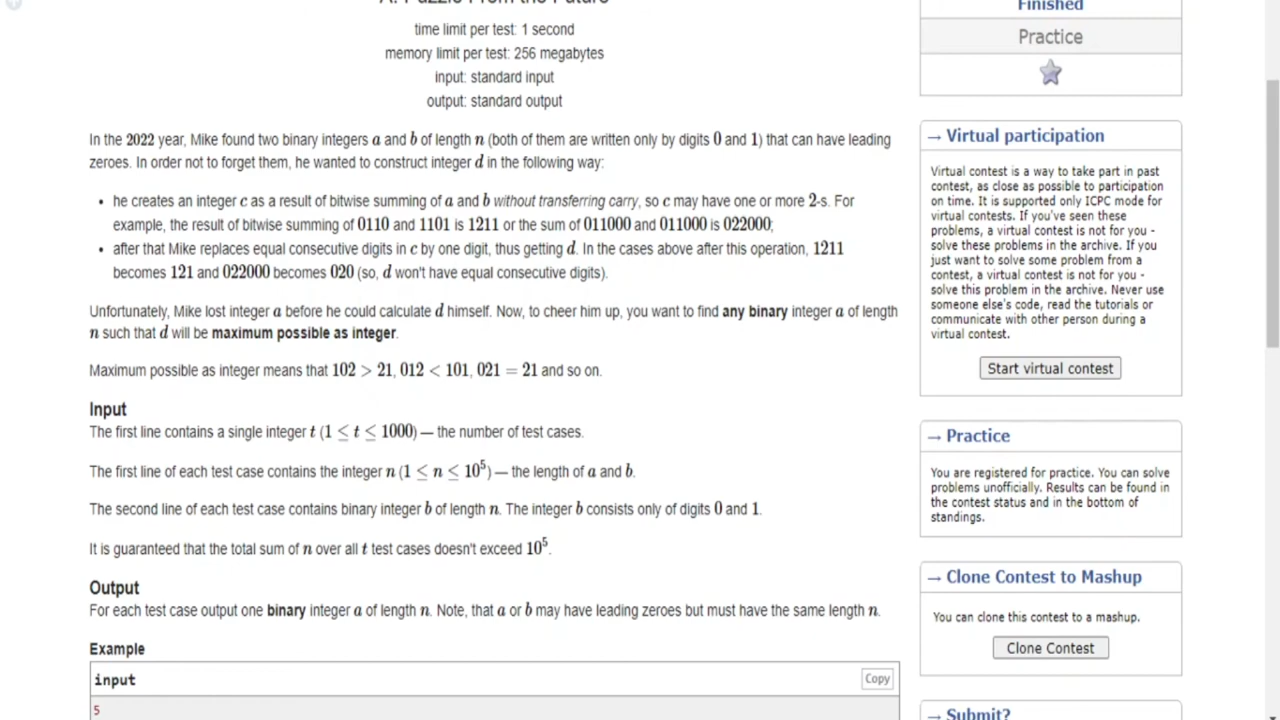 A. Puzzle From the Future
time limit per test: 1 second
memory limit per test: 256 megabytes
input: standard input
output: standard output
In the 2022 year, Mike found two binary integers a and b of length n (both of them are written only by digits 0 and 1) that can have leading
zeroes. In order not to forget them, he wanted to construct integer d in the following way:
• he creates an integer c as a result of bitwise summing of a and b without transferring carry, so c may have one or more 2-s. For
example, the result of bitwise summing of 0110 and 1101 is 1211 or the sum of 011000 and 011000 is 022000;
• after that Mike replaces equal consecutive digits in c by one digit, thus getting d. In the cases above after this operation, 1211
becomes 121 and 022000 becomes 020 (so, d won't have equal consecutive digits).
Unfortunately, Mike lost integer a before he could calculate d himself. Now, to cheer him up, you want to find any binary integer a of length
n such that d will be maximum possible as integer.
Maximum possible as integer means that 102 > 21, 012 < 101, 021 = 21 and so on.
Input
The first line contains a single integer t (1 ≤ t ≤ 1000) — the number of test cases.
The first line of each test case contains the integer n (1 ≤ n ≤ 10⁵) — the length of a and b.
The second line of each test case contains binary integer b of length n. The integer b consists only of digits 0 and 1.
It is guaranteed that the total sum of n over all t test cases doesn't exceed 10⁵.
Output
For each test case output one binary integer a of length n. Note, that a or b may have leading zeroes but must have the same length n.
Example
input
Copy
5
Finished
Practice
→ Virtual participation
Virtual contest is a way to take part in past
contest, as close as possible to participation
on time. It is supported only ICPC mode for
virtual contests. If you've seen these
problems, a virtual contest is not for you -
solve these problems in the archive. If you
just want to solve some problem from a
contest, a virtual contest is not for you -
solve this problem in the archive. Never use
someone else's code, read the tutorials or
communicate with other person during a
virtual contest.
Start virtual contest
→ Practice
You are registered for practice. You can solve
problems unofficially. Results can be found in
the contest status and in the bottom of
standings.
→ Clone Contest to Mashup
You can clone this contest to a mashup.
Clone Contest
→ Submit?